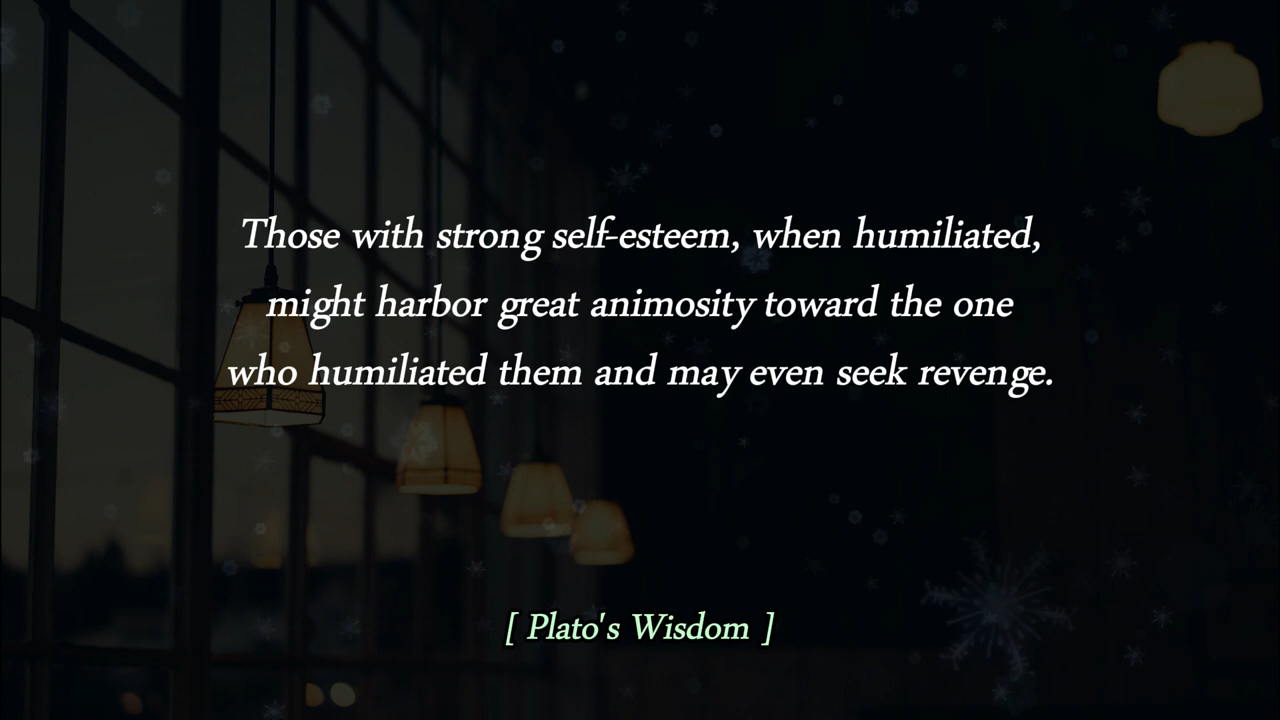 Those with strong self-esteem, when humiliated,
might harbor great animosity toward the one
who humiliated them and may even seek revenge.
[ Plato's Wisdom ]